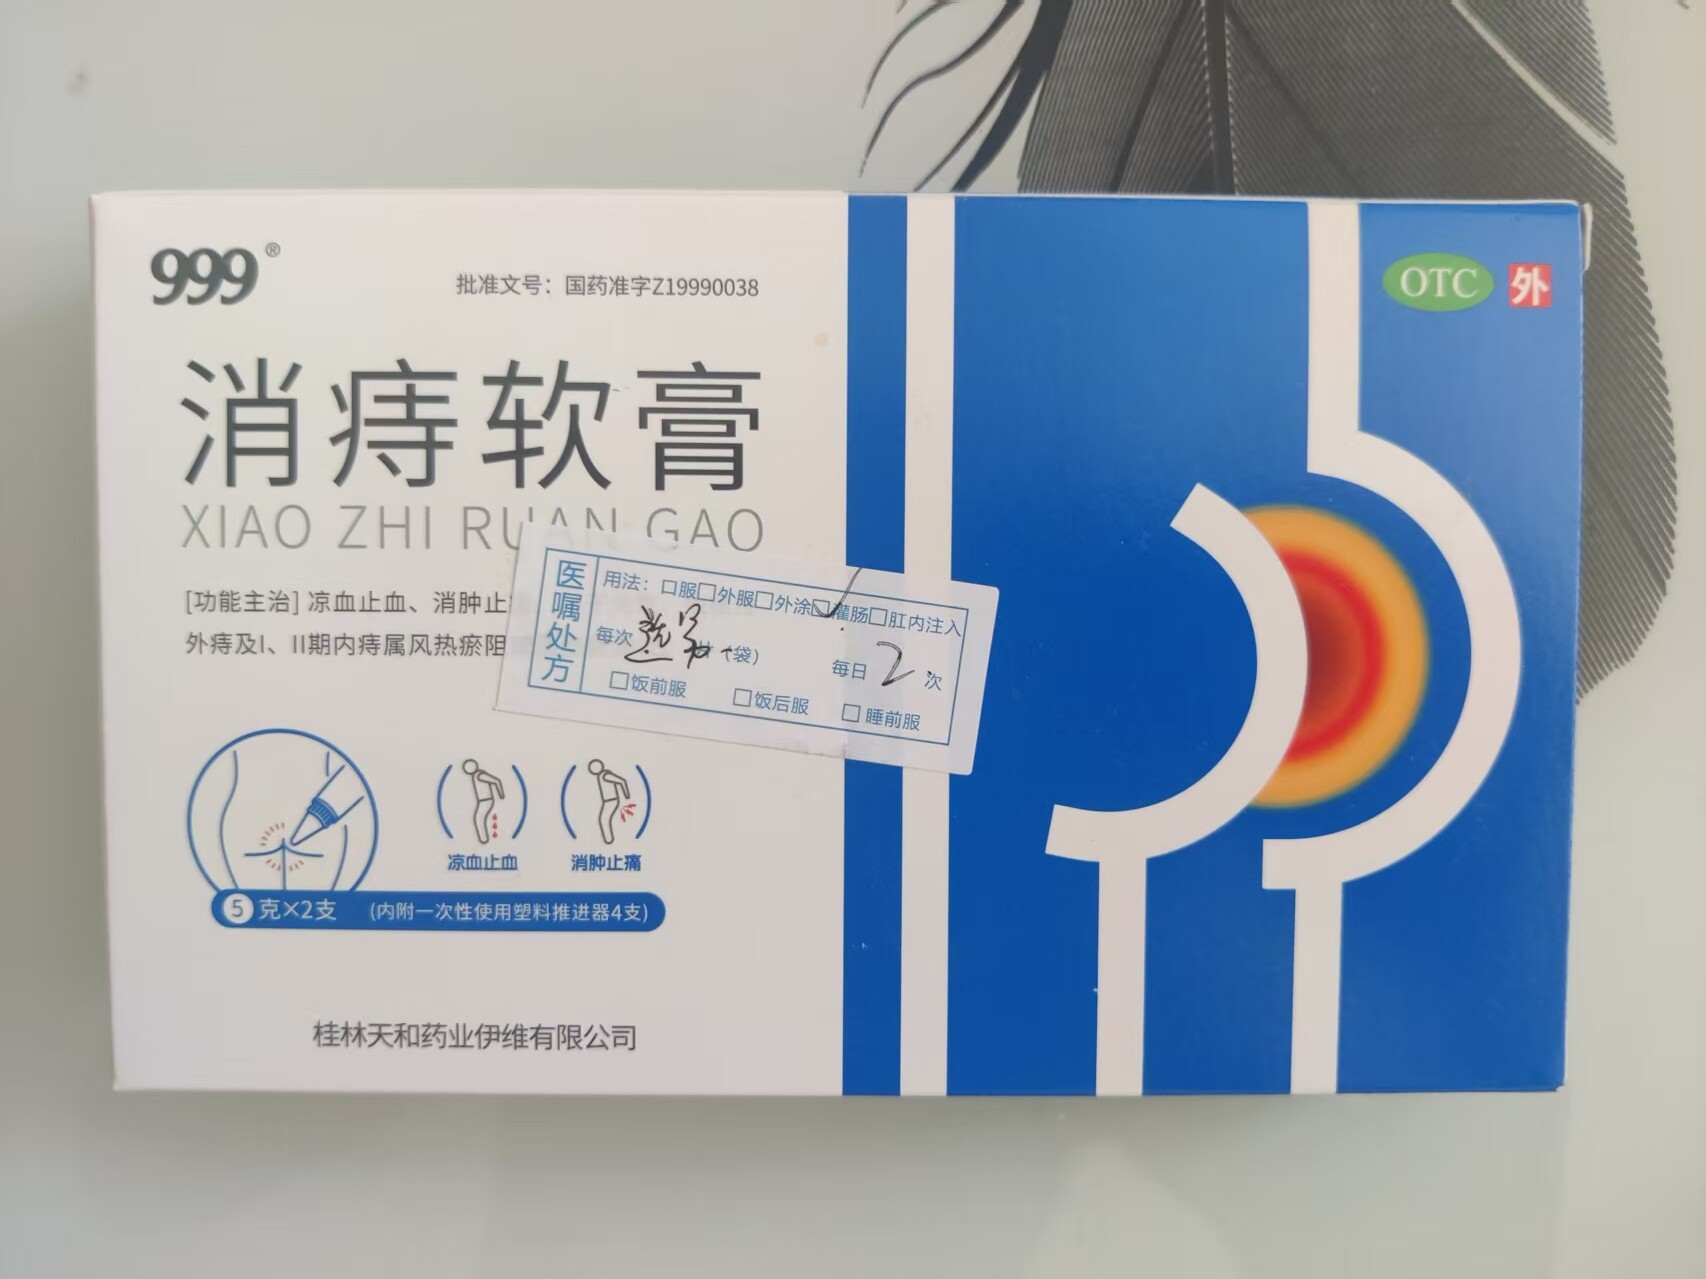 999®
批准文号：国药准字Z19990038
OTC 外
消痔软膏
XIAO ZHI RUAN GAO
[功能主治] 凉血止血、消肿止
外痔及I、II期内痔属风热瘀阻
医嘱处方
用法：口服□外服□外涂□灌肠□肛内注入
每次 (袋) 每日 2 次
□饭前服 □饭后服 □睡前服
凉血止血 消肿止痛
5克×2支 (内附一次性使用塑料推进器4支)
桂林天和药业伊维有限公司